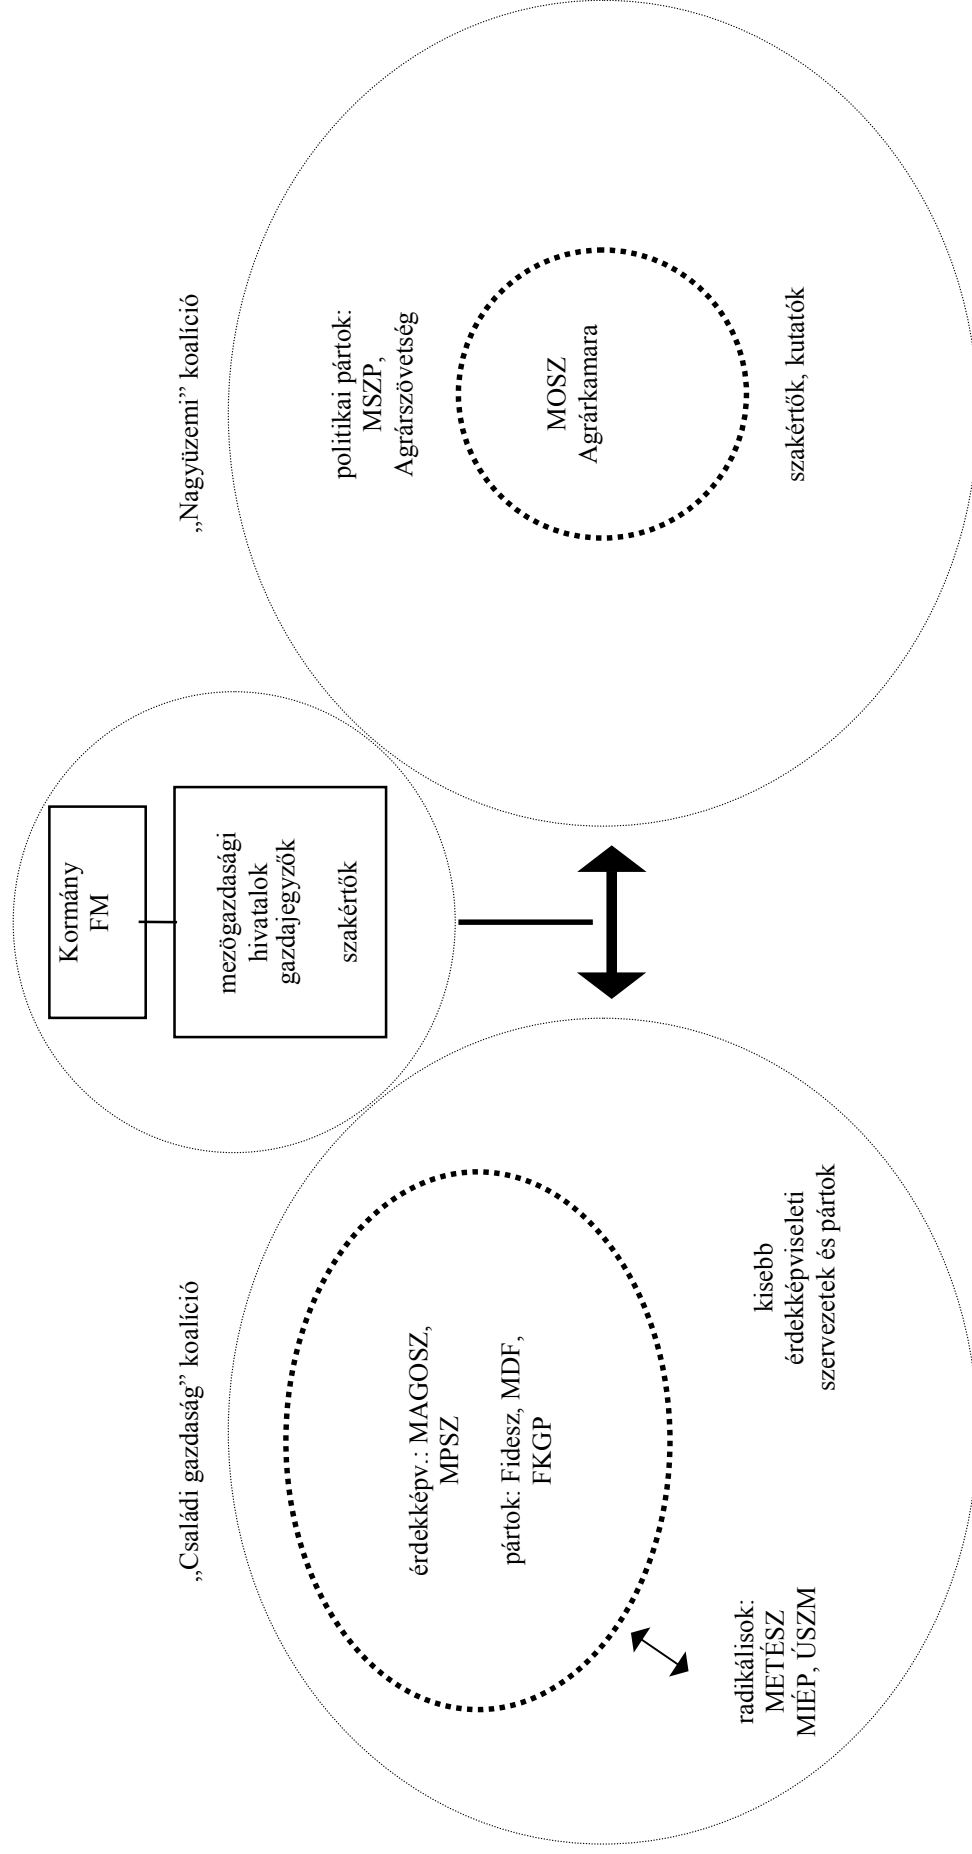 „Családi gazdaság” koalíció
érdekképv.: MAGOSZ,
MPSZ
pártok: Fidesz, MDF,
FKGP
radikálisok:
METÉSZ
MIÉP, ÚSZM
kisebb
érdekképviseleti
szervezetek és pártok
Kormány
FM
mezögazdasági
hivatalok
gazdajegyzők
szakértők
„Nagyüzemi” koalíció
politikai pártok:
MSZP,
Agrárszövetség
MOSZ
Agrárkamara
szakértők, kutatók